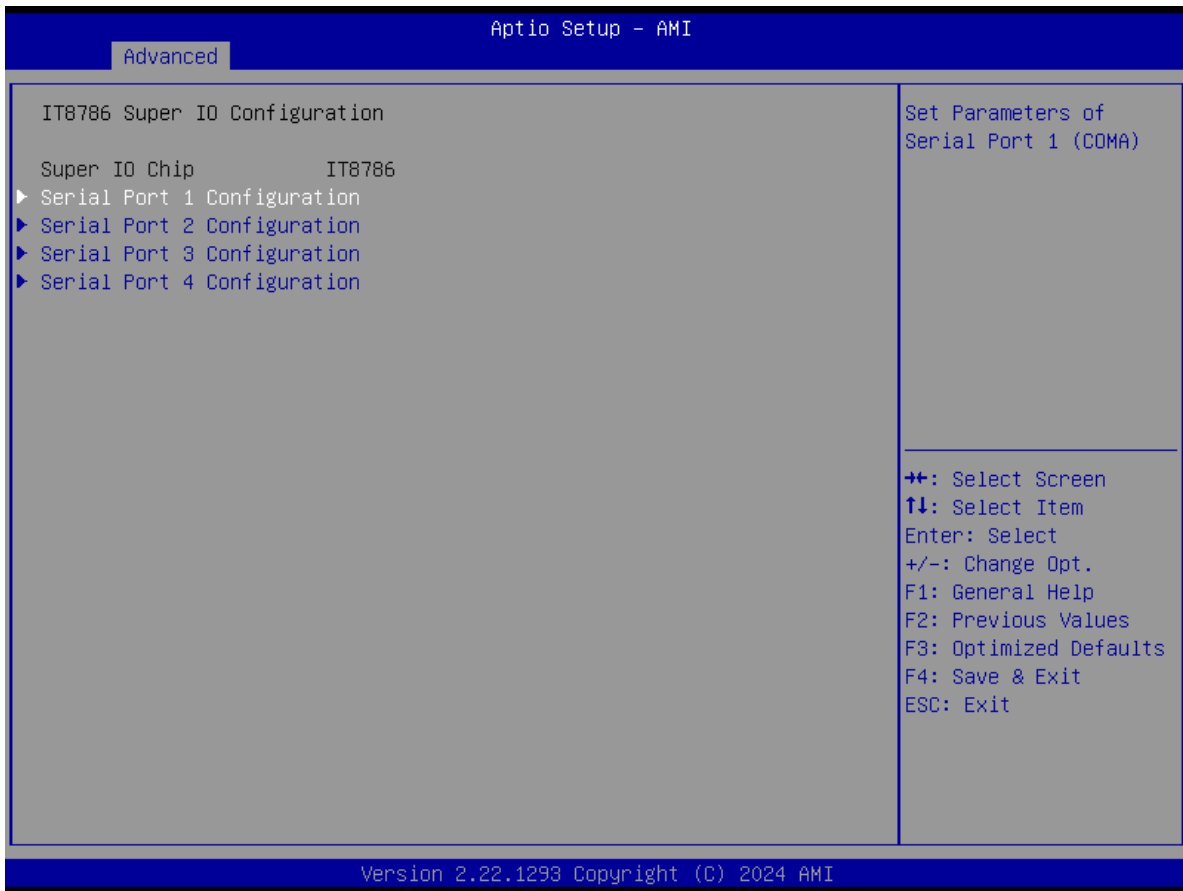 Aptio Setup – AMI
Advanced
IT8786 Super IO Configuration
Super IO Chip IT8786
▶ Serial Port 1 Configuration
▶ Serial Port 2 Configuration
▶ Serial Port 3 Configuration
▶ Serial Port 4 Configuration
Set Parameters of
Serial Port 1 (COMA)
→←: Select Screen
↑↓: Select Item
Enter: Select
+/-: Change Opt.
F1: General Help
F2: Previous Values
F3: Optimized Defaults
F4: Save & Exit
ESC: Exit
Version 2.22.1293 Copyright (C) 2024 AMI